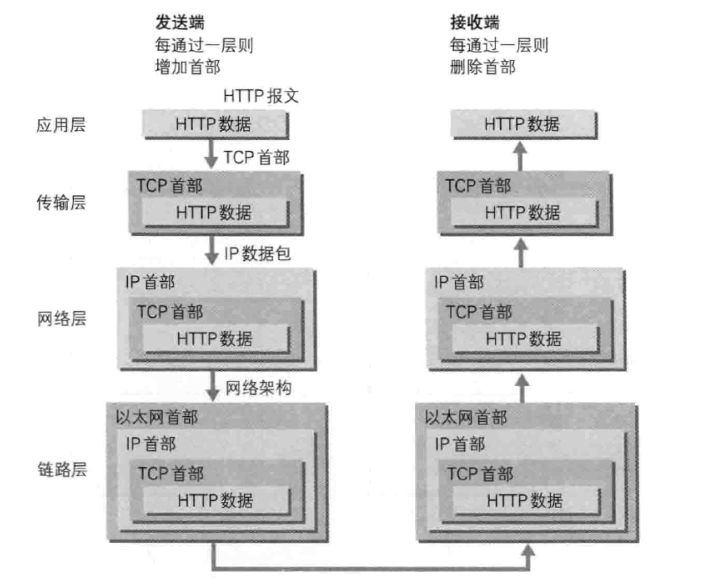 发送端
每通过一层则
增加首部
接收端
每通过一层则
删除首部
HTTP 报文
应用层
HTTP 数据
HTTP 数据
TCP 首部
传输层
TCP 首部
HTTP 数据
TCP 首部
HTTP 数据
IP 数据包
网络层
IP 首部
TCP 首部
HTTP 数据
IP 首部
TCP 首部
HTTP 数据
网络架构
链路层
以太网首部
IP 首部
TCP 首部
HTTP 数据
以太网首部
IP 首部
TCP 首部
HTTP 数据